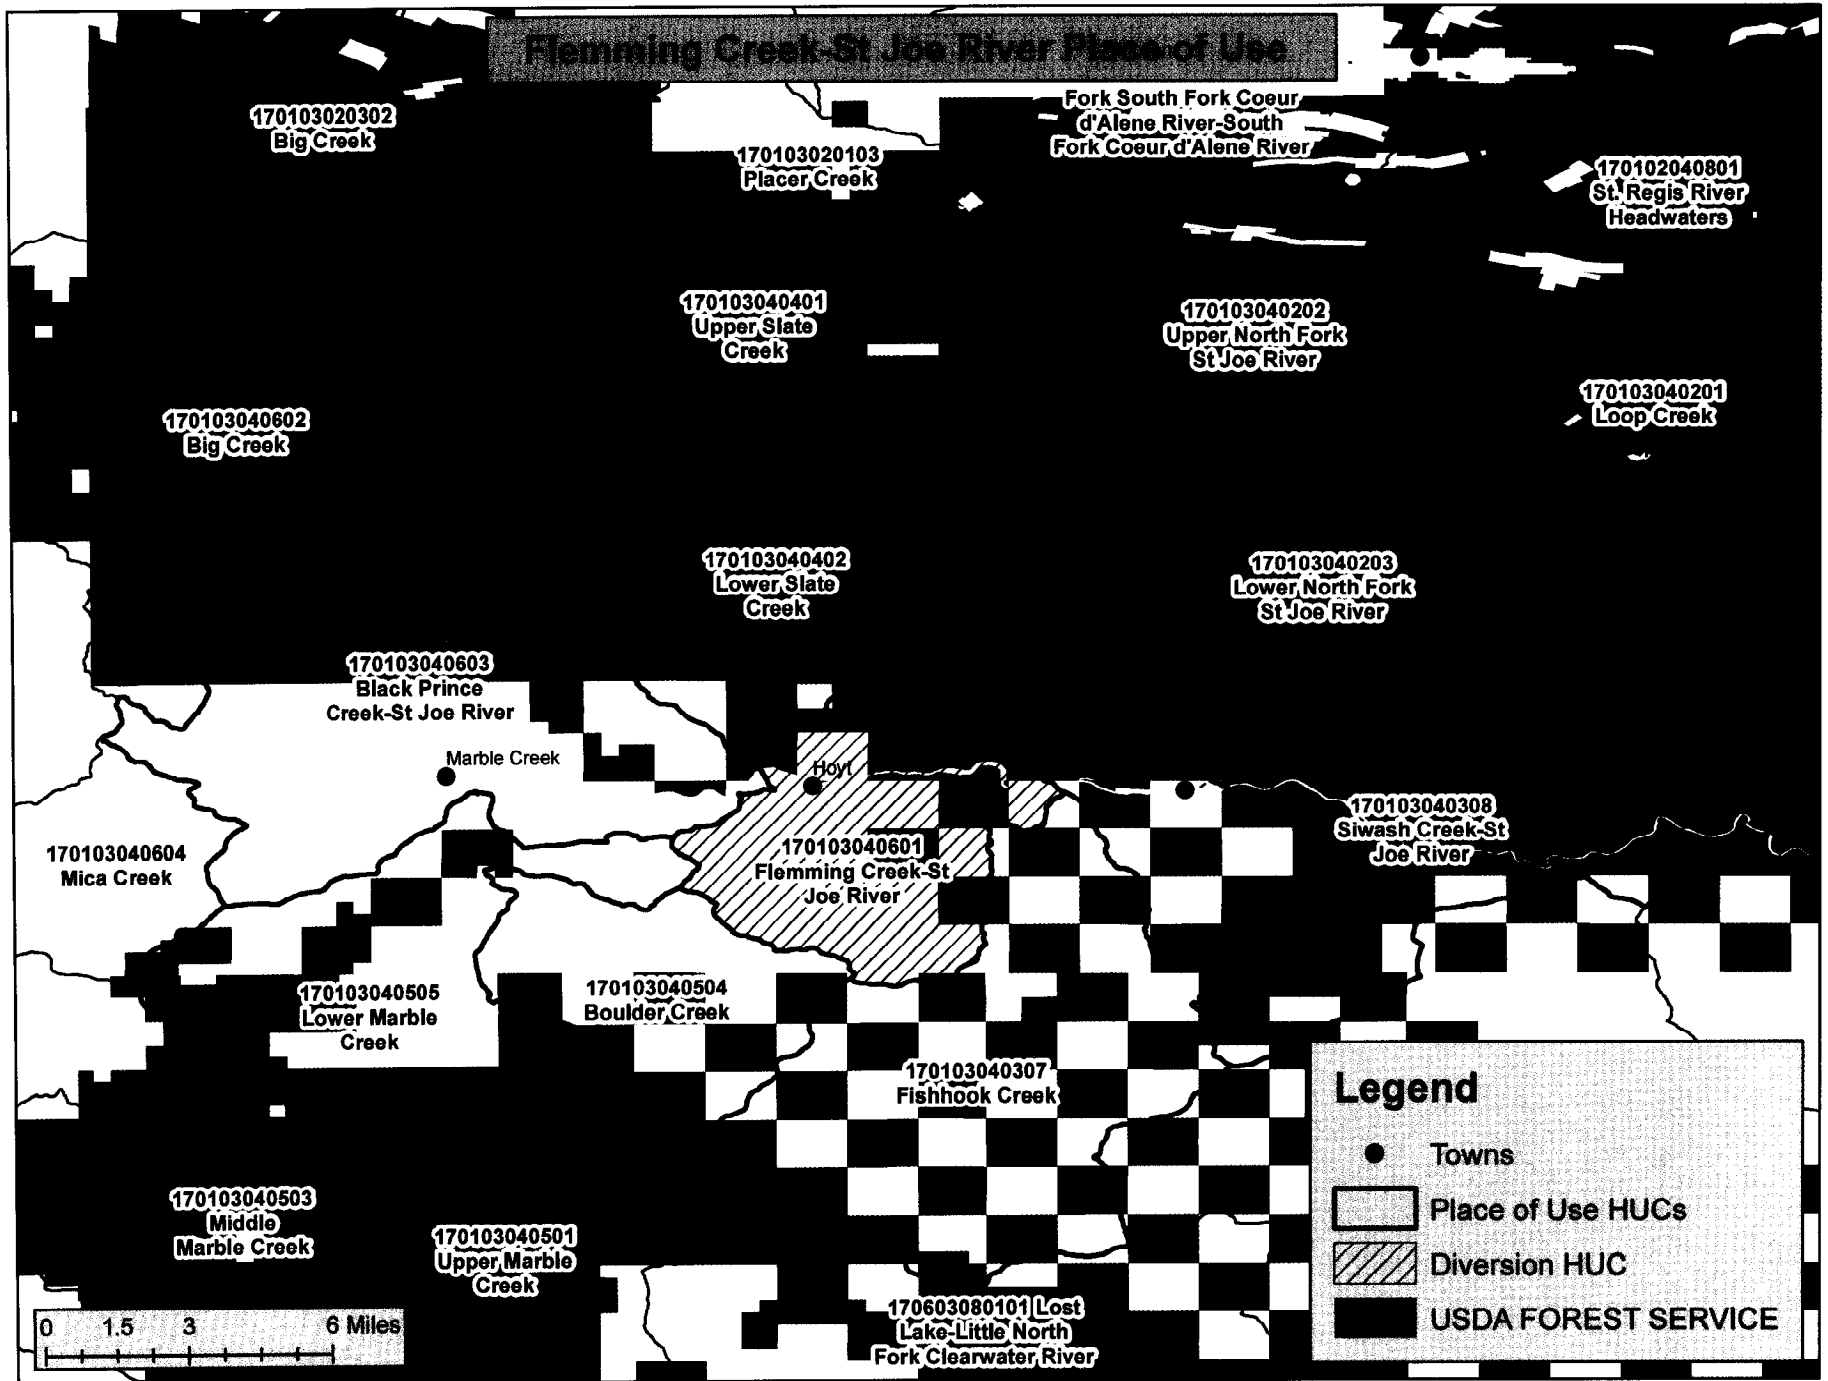 Flemming Creek-St Joe River Place of Use
Fork South Fork Coeur
d'Alene River-South
Fork Coeur d'Alene River
170103020302
Big Creek
170103020103
Placer Creek
170102040801
St. Regis River
Headwaters
170103040401
Upper Slate
Creek
170103040202
Upper North Fork
St Joe River
170103040201
Loop Creek
170103040602
Big Creek
170103040402
Lower Slate
Creek
170103040203
Lower North Fork
St Joe River
170103040603
Black Prince
Creek-St Joe River
Marble Creek
Hoyt
170103040308
Siwash Creek-St
Joe River
170103040604
Mica Creek
170103040601
Flemming Creek-St
Joe River
170103040505
Lower Marble
Creek
170103040504
Boulder Creek
170103040307
Fishhook Creek
170103040503
Middle
Marble Creek
170103040501
Upper Marble
Creek
170603080101 Lost
Lake-Little North
Fork Clearwater River
Legend
Towns
Place of Use HUCs
Diversion HUC
USDA FOREST SERVICE
0 1.5 3 6 Miles